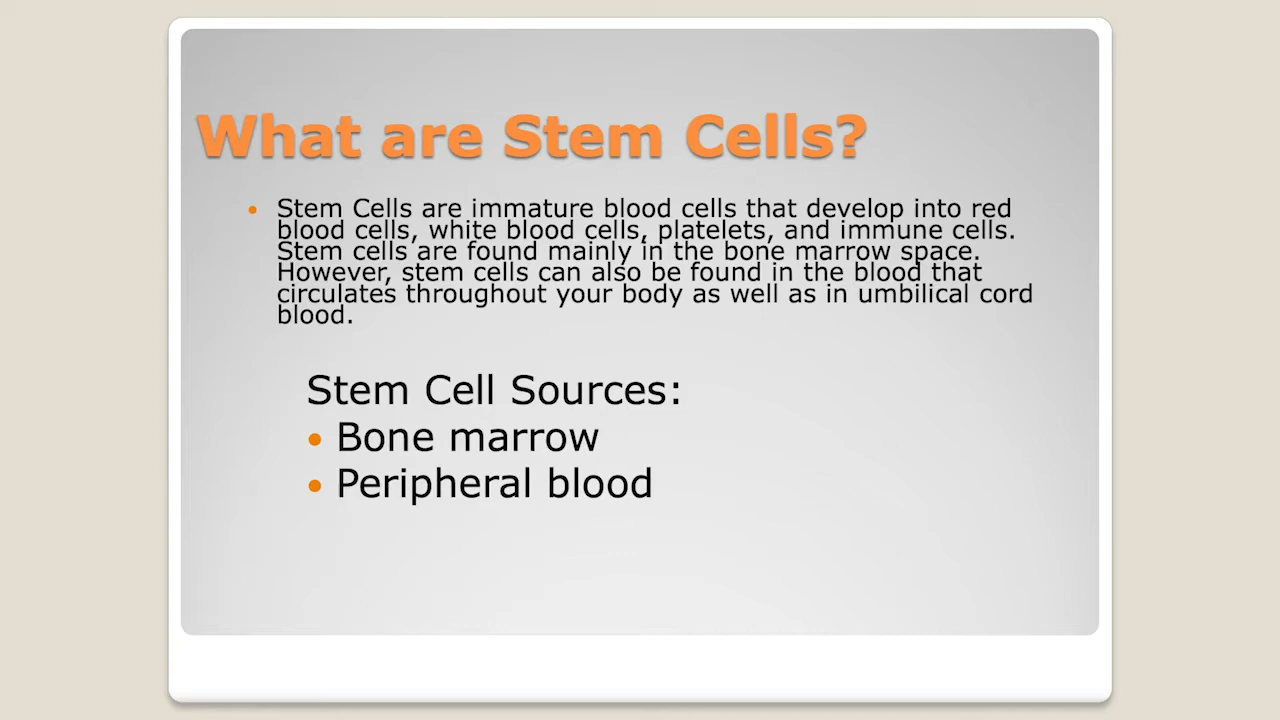 What are Stem Cells?
• Stem Cells are immature blood cells that develop into red
blood cells, white blood cells, platelets, and immune cells.
Stem cells are found mainly in the bone marrow space.
However, stem cells can also be found in the blood that
circulates throughout your body as well as in umbilical cord
blood.
Stem Cell Sources:
• Bone marrow
• Peripheral blood